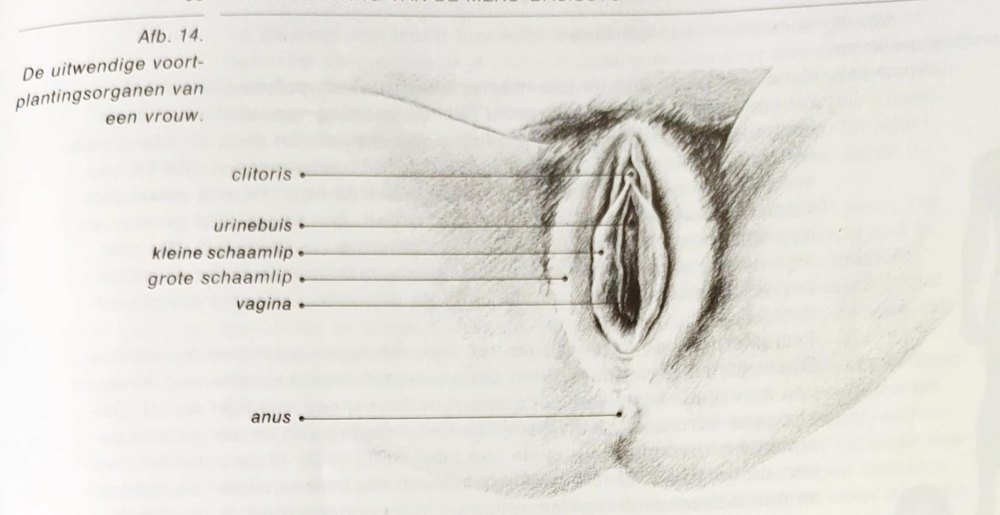 Afb. 14.
De uitwendige voort-
plantingsorganen van
een vrouw.
clitoris
urinebuis
kleine schaamlip
grote schaamlip
vagina
anus